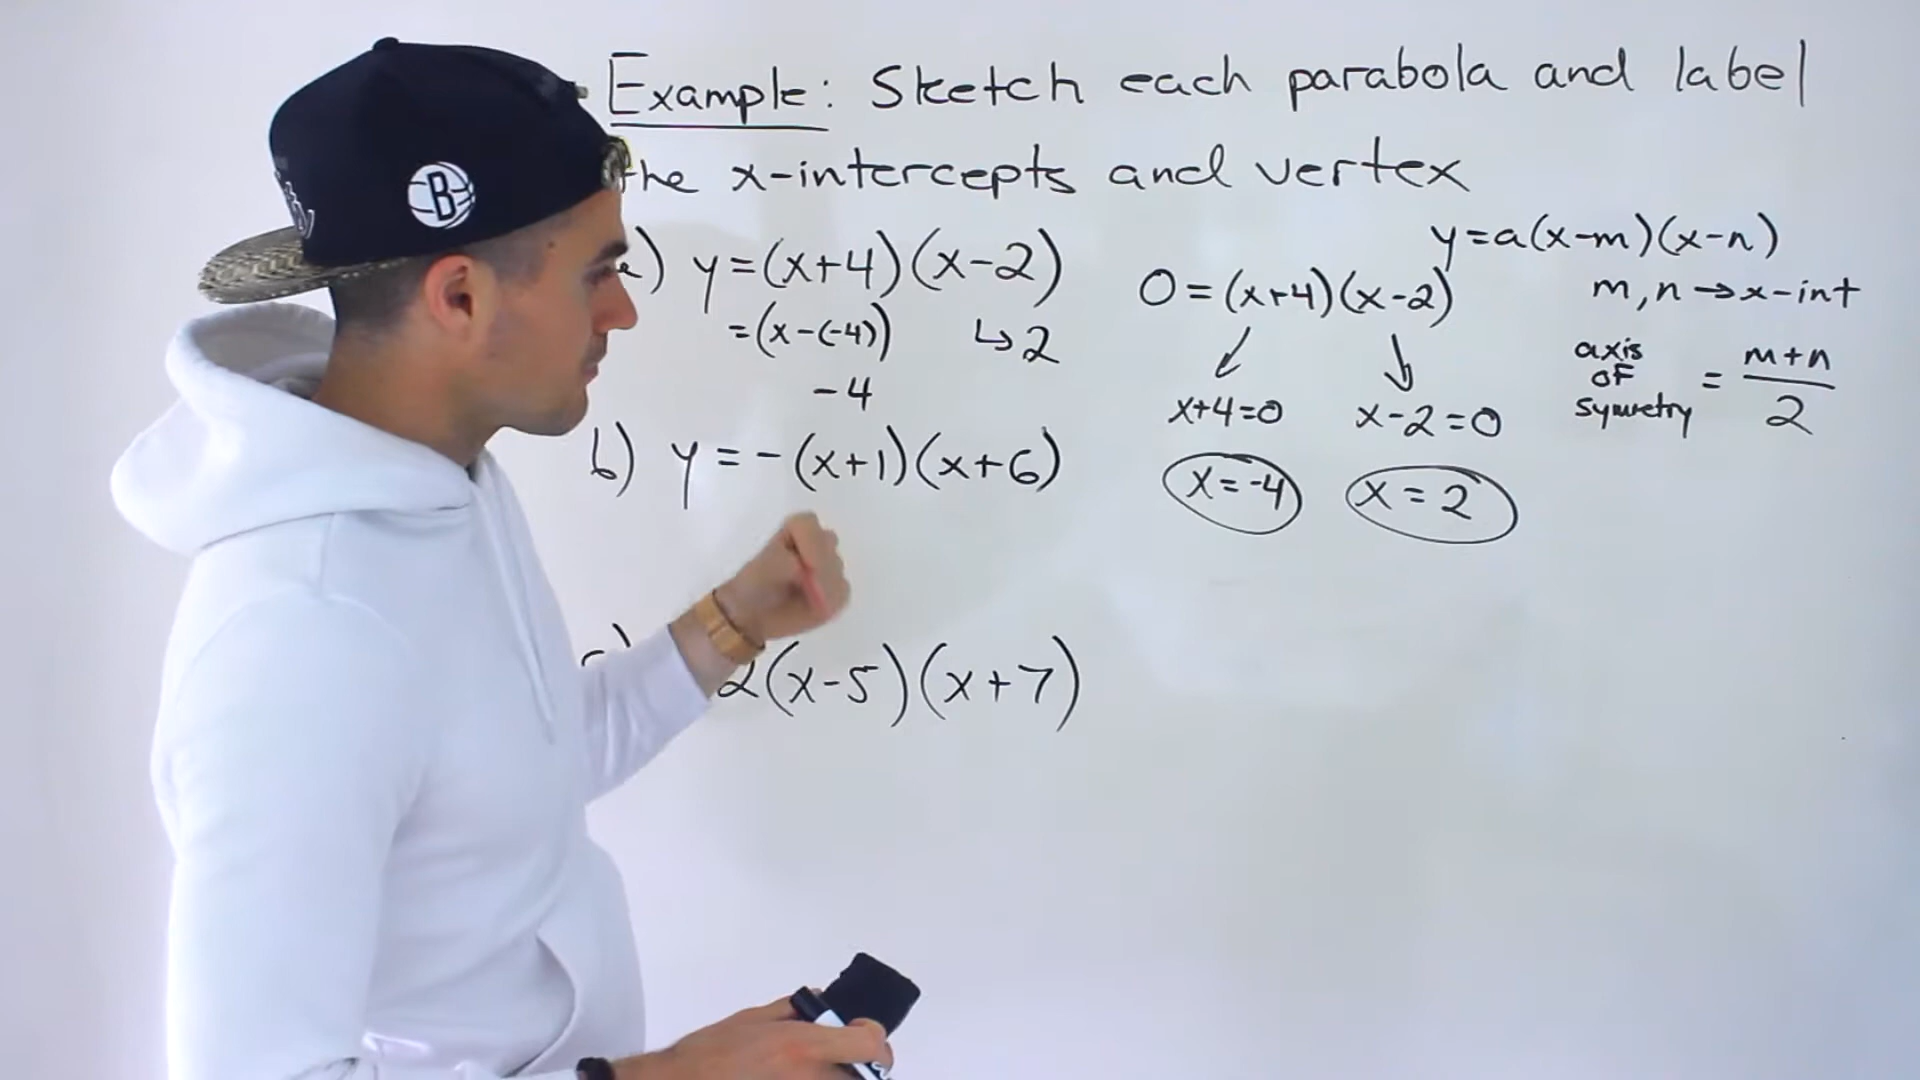 Example: Sketch each parabola and label
the x-intercepts and vertex
) y=(x+4)(x-2)
=(x-(-4)) ↳2
-4
b) y=-(x+1)(x+6)
2(x-5)(x+7)
0=(x+4)(x-2)
x+4=0 x-2=0
x=-4 x=2
y=a(x-m)(x-n)
m,n→x-int
axis
of
symmetry = m+n
2
B